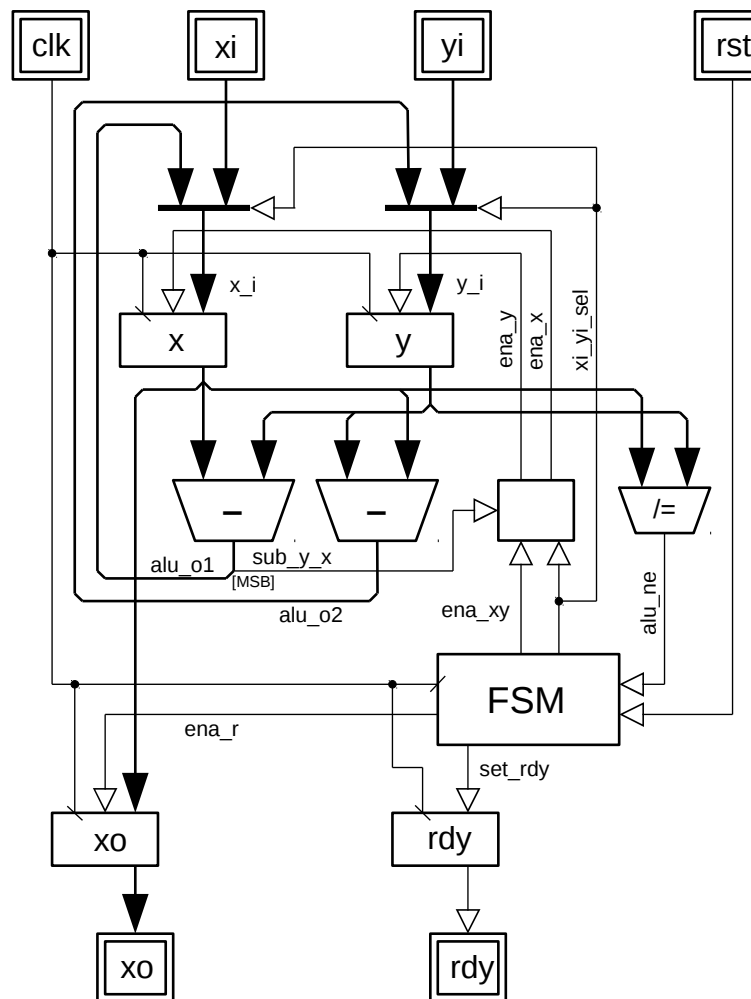 clk
xi
yi
rst
x_i
y_i
ena_y
ena_x
xi_yi_sel
x
y
–
–
/=
alu_o1
sub_y_x
[MSB]
alu_o2
ena_xy
alu_ne
FSM
ena_r
set_rdy
xo
rdy
xo
rdy